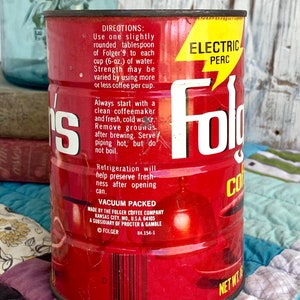 DIRECTIONS:
Use one slightly
rounded tablespoon
of Folger's to each
cup (6-oz.) of water.
Strength may be
varied by using more
or less coffee per cup.
Always start with a
clean coffeemaker
and fresh, cold water.
Remove grounds
after brewing. Serve
piping hot, but do
not boil.
Refrigeration will
help preserve fresh-
ness after opening
can.
VACUUM PACKED
MADE BY THE FOLGER COFFEE COMPANY
KANSAS CITY, MO., U.S.A. 64105
A SUBSIDIARY OF PROCTER & GAMBLE
© FOLGER 84.154-1
's
ELECTRIC
PERC
Folg
CO
NET W